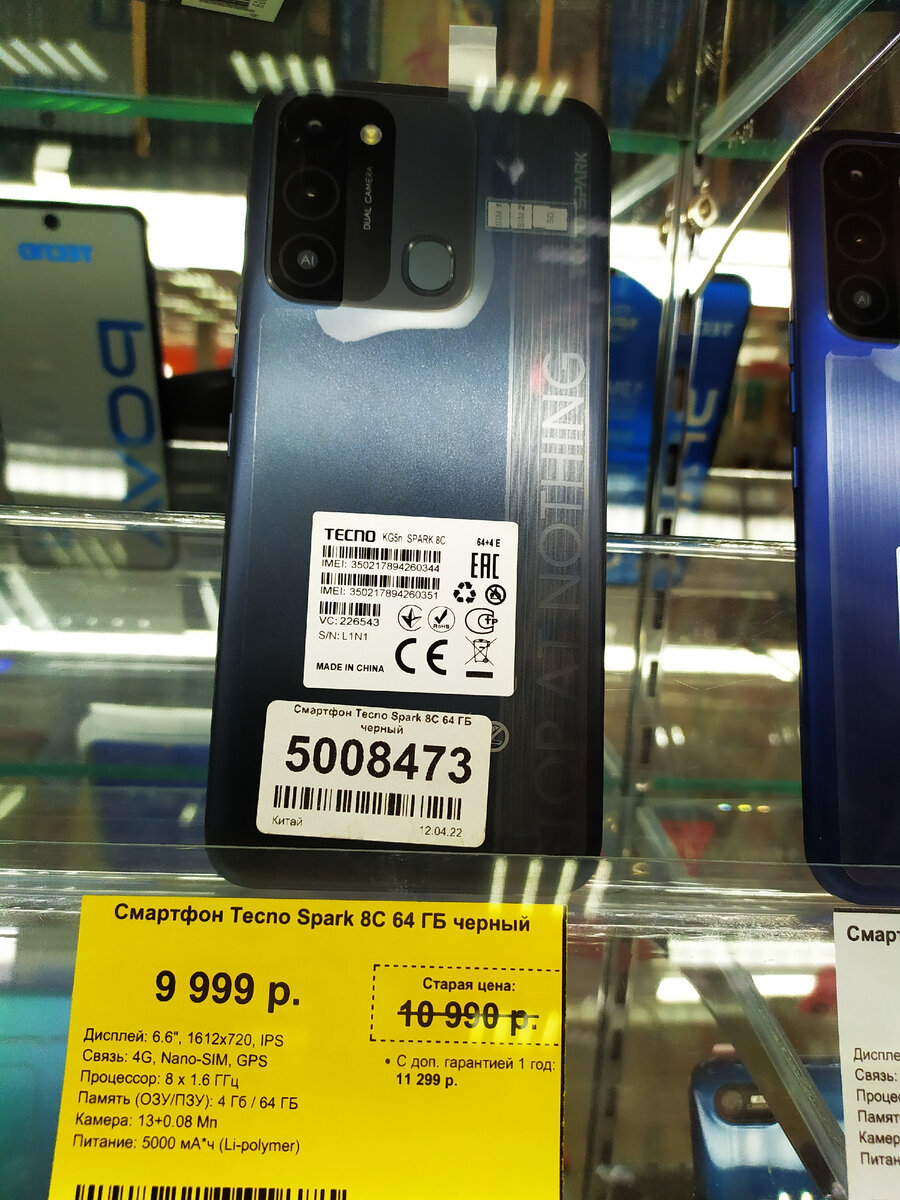 DUAL CAMERA
AI
SIM 1
SIM 2
SD
SPARK
NOTHING
POVA
TECNO KG5n SPARK 8C 64+4 E
IMEI: 350217894260344
EAC
IMEI: 350217894260351
VC: 226543
RoHS
S/N: L1N1
MADE IN CHINA
CE
Смартфон Tecno Spark 8C 64 ГБ
черный
5008473
Китай
12.04.22
AI
Смартфон Tecno Spark 8C 64 ГБ черный
9 999 р.
Старая цена:
10 990 р.
Дисплей: 6.6", 1612x720, IPS
Связь: 4G, Nano-SIM, GPS
Процессор: 8 x 1.6 ГГц
Память (ОЗУ/ПЗУ): 4 Гб / 64 ГБ
Камера: 13+0.08 Мп
Питание: 5000 мА*ч (Li-polymer)
• С доп. гарантией 1 год:
11 299 р.
Смарт
Диспле
Связь:
Процес
Памят
Камер
Питан